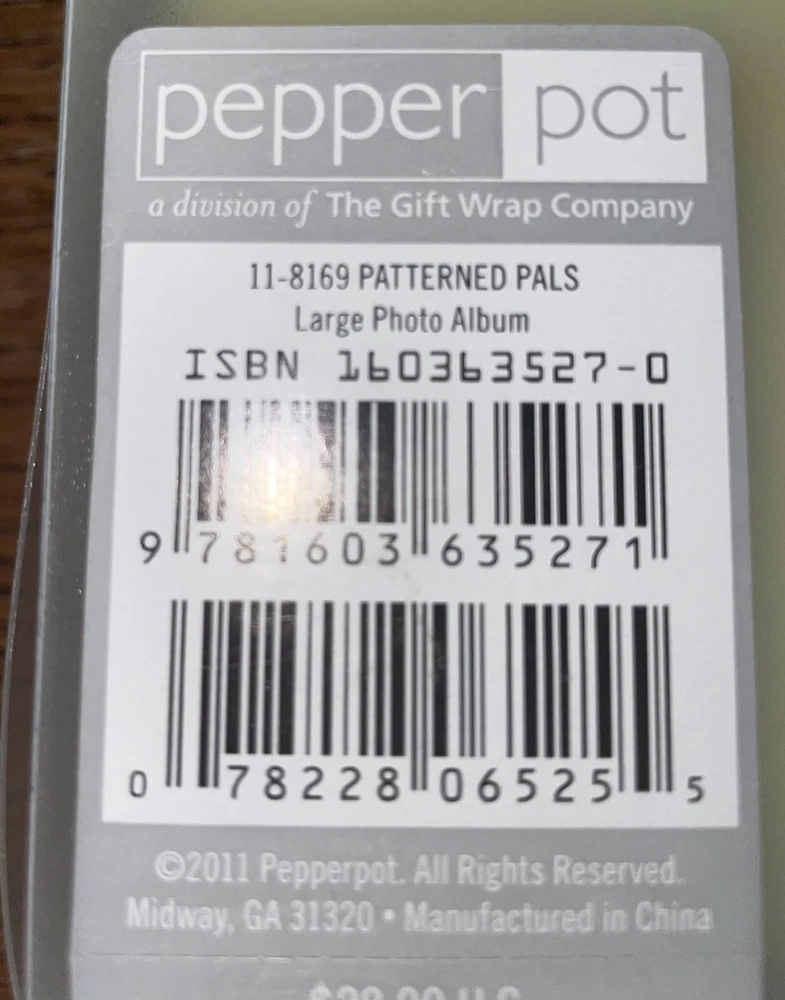 pepper pot
a division of The Gift Wrap Company
11-8169 PATTERNED PALS
Large Photo Album
ISBN 160363527-0
9 781603 635271
0 78228 06525 5
©2011 Pepperpot. All Rights Reserved.
Midway, GA 31320 • Manufactured in China